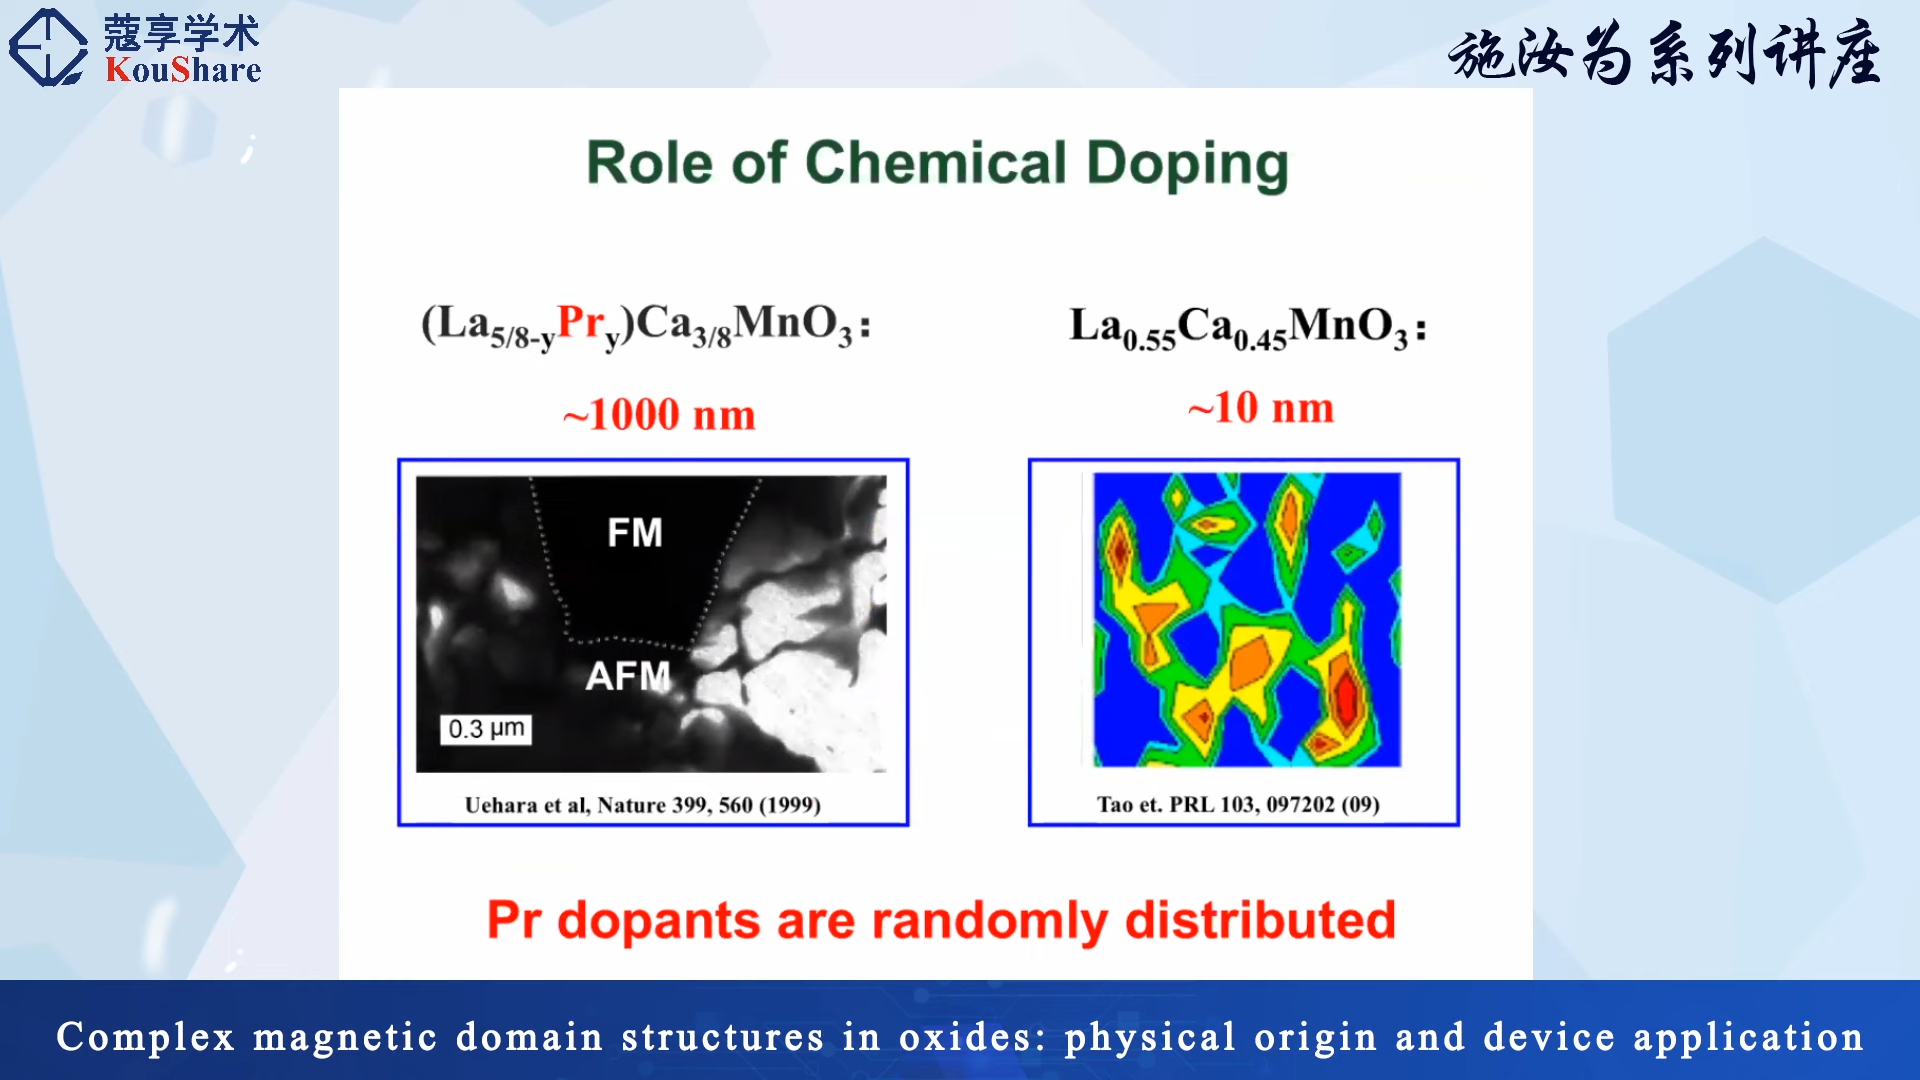 蔻享学术
KouShare
施汝为系列讲座
Role of Chemical Doping
(La5/8-yPry)Ca3/8MnO3:
~1000 nm
La0.55Ca0.45MnO3:
~10 nm
FM
AFM
0.3 µm
Uehara et al, Nature 399, 560 (1999)
Tao et. PRL 103, 097202 (09)
Pr dopants are randomly distributed
Complex magnetic domain structures in oxides: physical origin and device application